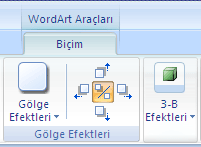 WordArt Araçları
Biçim
Gölge
Efektleri
3-B
Efektleri
Gölge Efektleri